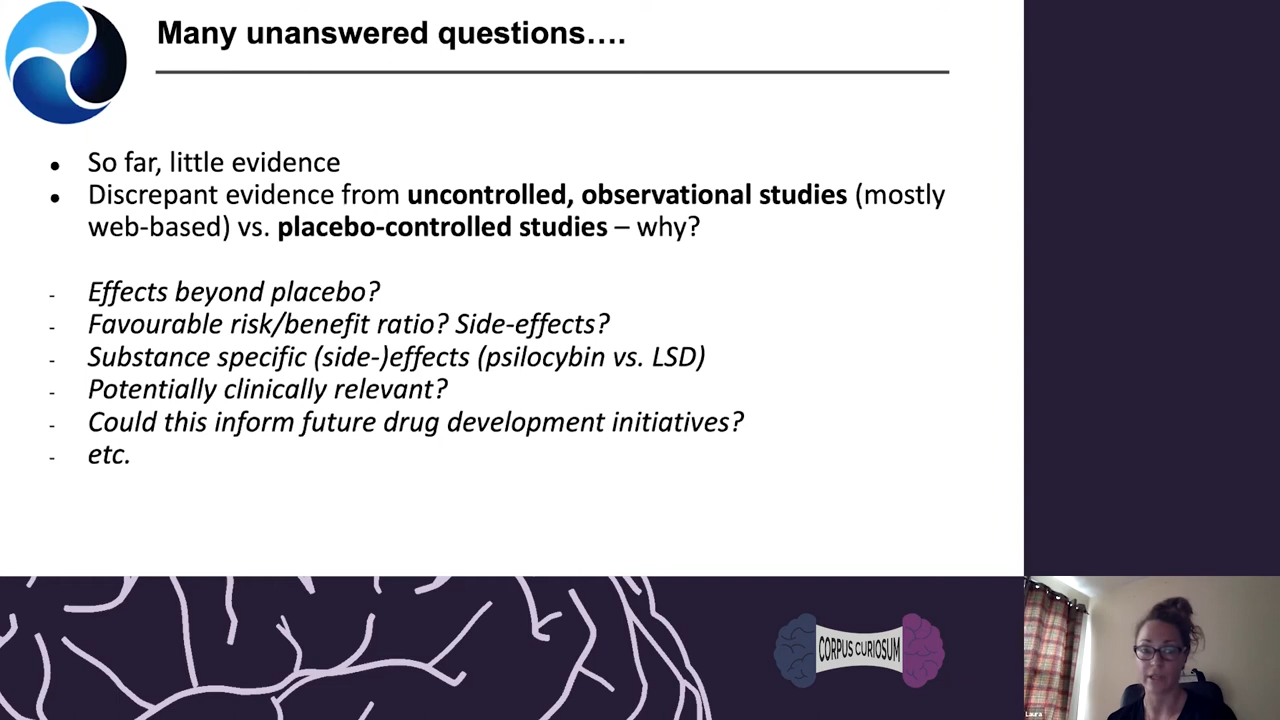 Many unanswered questions….
● So far, little evidence
● Discrepant evidence from uncontrolled, observational studies (mostly
web-based) vs. placebo-controlled studies – why?
- Effects beyond placebo?
- Favourable risk/benefit ratio? Side-effects?
- Substance specific (side-)effects (psilocybin vs. LSD)
- Potentially clinically relevant?
- Could this inform future drug development initiatives?
- etc.
CORPUS CURIOSUM
Laura